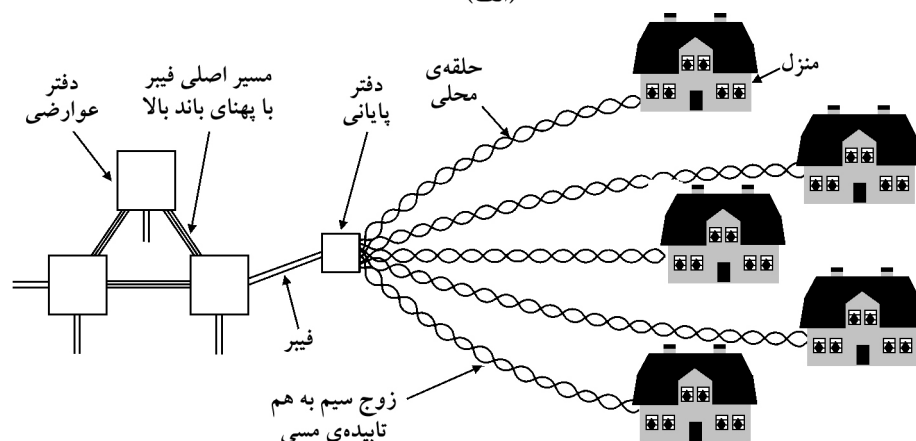 (الف)
منزل
حلقه‌ی
محلی
دفتر
پایانی
مسیر اصلی فیبر
با پهنای باند بالا
دفتر
عوارضی
فیبر
زوج سیم به هم
تابیده‌ی مسی